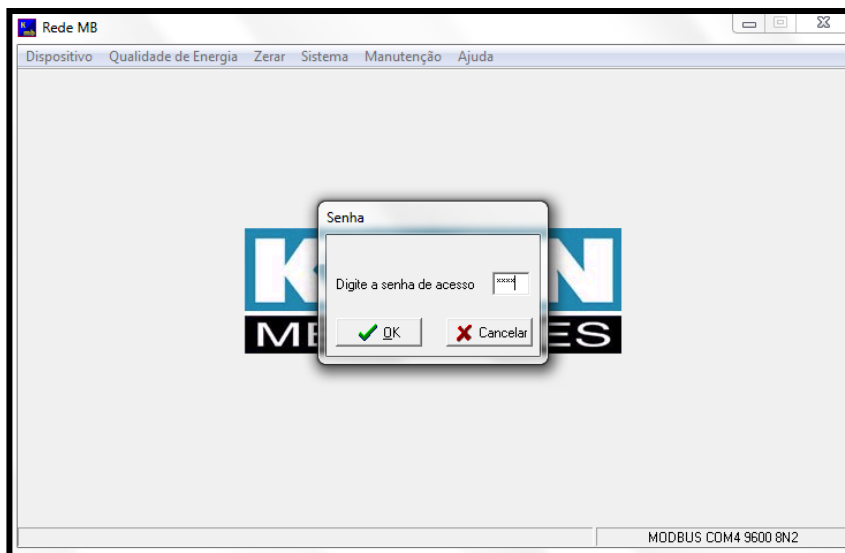 Rede MB
Dispositivo Qualidade de Energia Zerar Sistema Manutenção Ajuda
Senha
Digite a senha de acesso ****
OK Cancelar
MODBUS COM4 9600 8N2